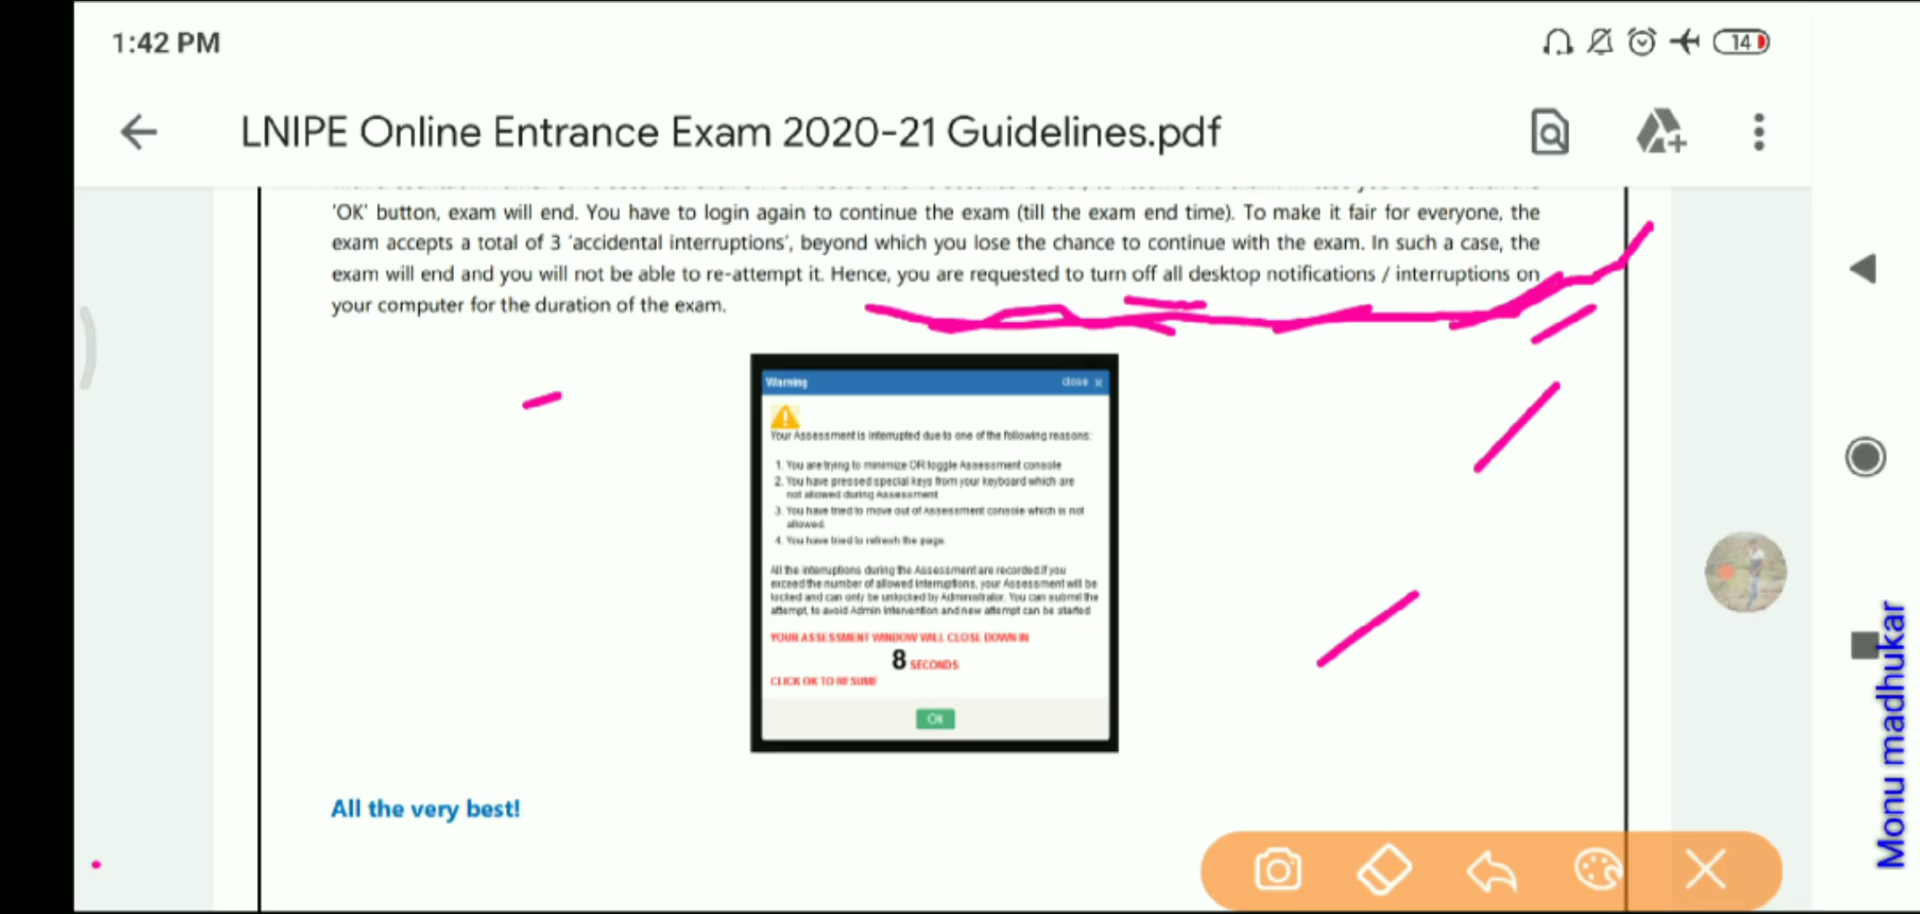 1:42 PM
14
LNIPE Online Entrance Exam 2020-21 Guidelines.pdf
'OK' button, exam will end. You have to login again to continue the exam (till the exam end time). To make it fair for everyone, the
exam accepts a total of 3 'accidental interruptions', beyond which you lose the chance to continue with the exam. In such a case, the
exam will end and you will not be able to re-attempt it. Hence, you are requested to turn off all desktop notifications / interruptions on
your computer for the duration of the exam.
Warning close x
Your Assessment is interrupted due to one of the following reasons:
1. You are trying to minimize OR toggle Assessment console
2. You have pressed special keys from your keyboard which are
not allowed during Assessment
3. You have tried to move out of Assessment console which is not
allowed.
4. You have tried to refresh the page
All the interruptions during the Assessment are recorded.If you
exceed the number of allowed interruptions, your Assessment will be
locked and can only be unlocked by Administrator. You can submit the
attempt, to avoid Admin Intervention and new attempt can be started
YOUR ASSESSMENT WINDOW WILL CLOSE DOWN IN
8 SECONDS
CLICK OK TO RESUME
Ok
All the very best!
Monu madhukar